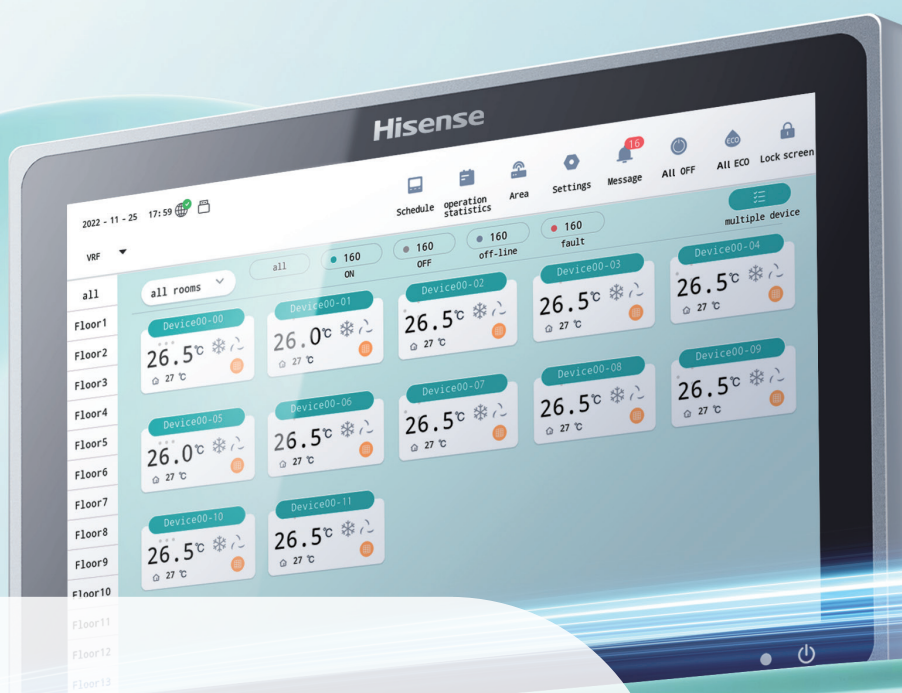 Hisense
2022 - 11 - 25 17:59
Schedule
operation
statistics
Area
Settings
16
Message
All OFF
ECO
All ECO
Lock screen
VRF
all rooms
all
160
ON
160
OFF
160
off-line
160
fault
multiple device
all
Floor1
Floor2
Floor3
Floor4
Floor5
Floor6
Floor7
Floor8
Floor9
Floor10
Floor11
Floor12
Floor13
Device00-00
26.5℃
27 ℃
Device00-01
26.0℃
27 ℃
Device00-02
26.5℃
27 ℃
Device00-03
26.5℃
27 ℃
Device00-04
26.5℃
27 ℃
Device00-05
26.0℃
27 ℃
Device00-06
26.5℃
27 ℃
Device00-07
26.5℃
27 ℃
Device00-08
26.5℃
27 ℃
Device00-09
26.5℃
27 ℃
Device00-10
26.5℃
27 ℃
Device00-11
26.5℃
27 ℃